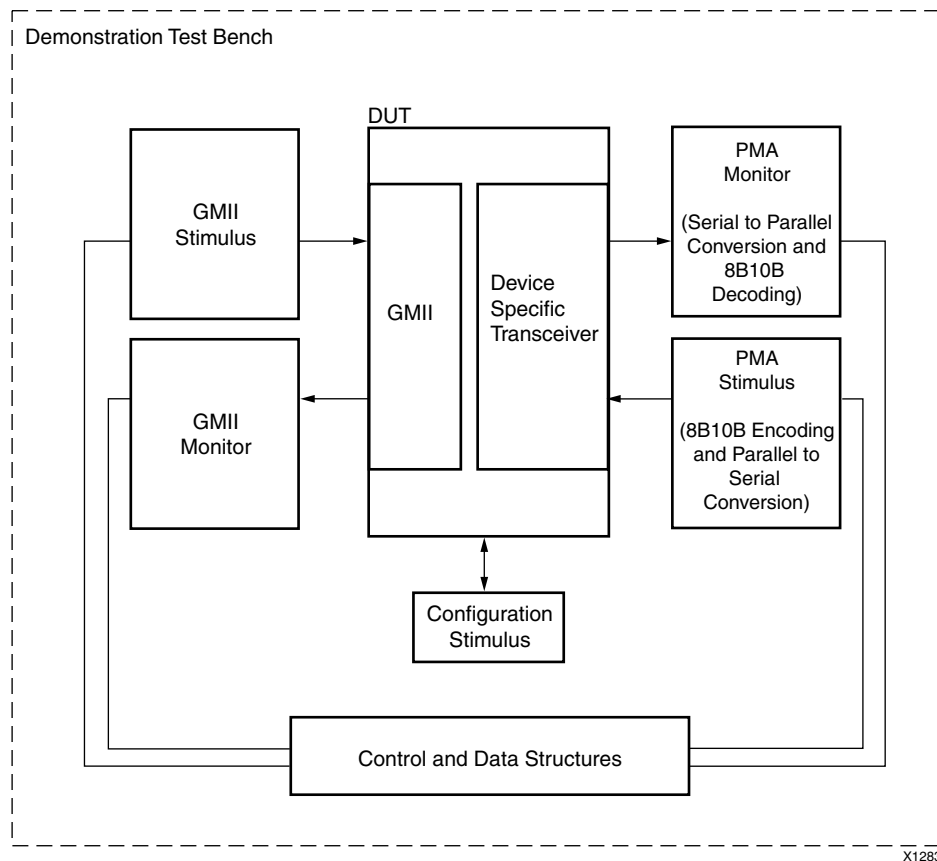 Demonstration Test Bench
DUT
GMII
Stimulus
GMII
Monitor
GMII
Device
Specific
Transceiver
PMA
Monitor
(Serial to Parallel
Conversion and
8B10B
Decoding)
PMA
Stimulus
(8B10B Encoding
and Parallel to
Serial
Conversion)
Configuration
Stimulus
Control and Data Structures